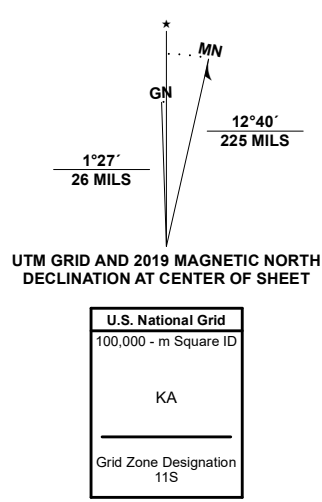 ★
MN
GN
12°40´
225 MILS
1°27´
26 MILS
UTM GRID AND 2019 MAGNETIC NORTH
DECLINATION AT CENTER OF SHEET
U.S. National Grid
100,000 - m Square ID
KA
Grid Zone Designation
11S